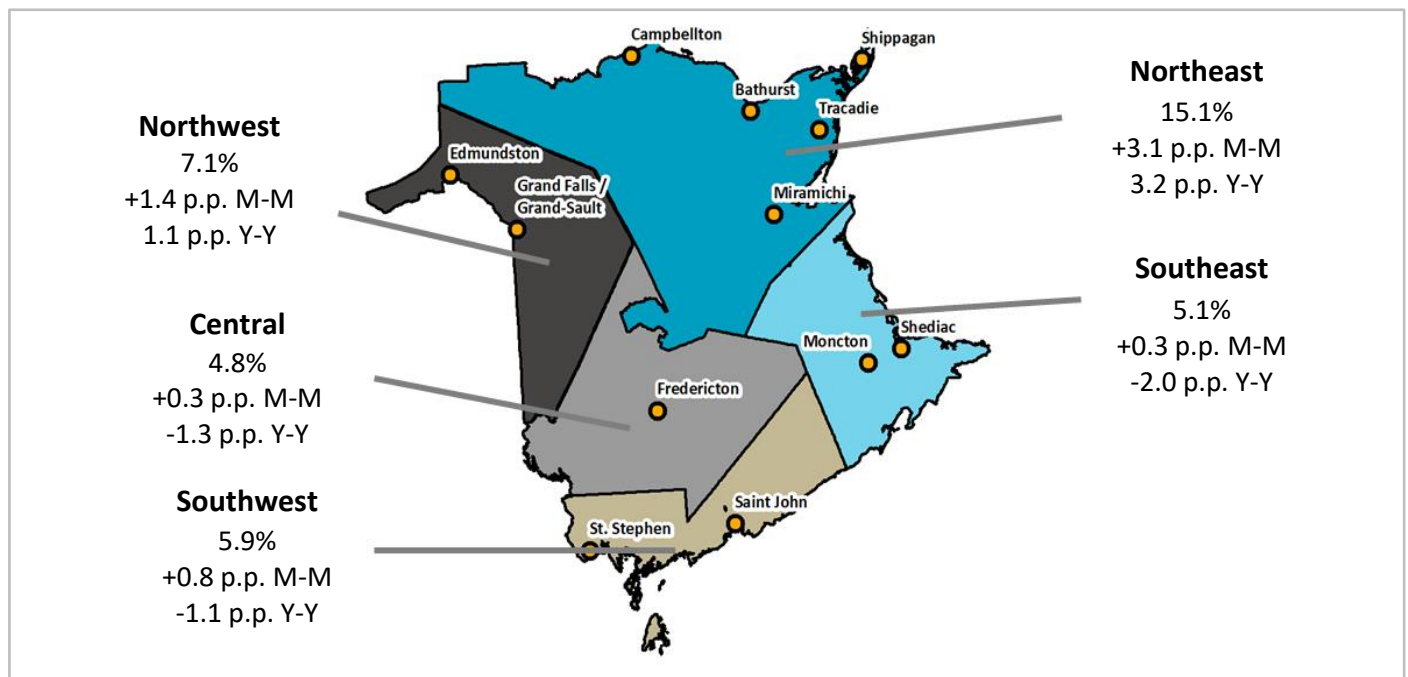 Campbellton
Shippagan
Bathurst
Tracadie
Edmundston
Grand Falls /
Grand-Sault
Miramichi
Moncton
Shediac
Fredericton
Saint John
St. Stephen
Northwest
7.1%
+1.4 p.p. M-M
1.1 p.p. Y-Y
Central
4.8%
+0.3 p.p. M-M
-1.3 p.p. Y-Y
Southwest
5.9%
+0.8 p.p. M-M
-1.1 p.p. Y-Y
Northeast
15.1%
+3.1 p.p. M-M
3.2 p.p. Y-Y
Southeast
5.1%
+0.3 p.p. M-M
-2.0 p.p. Y-Y